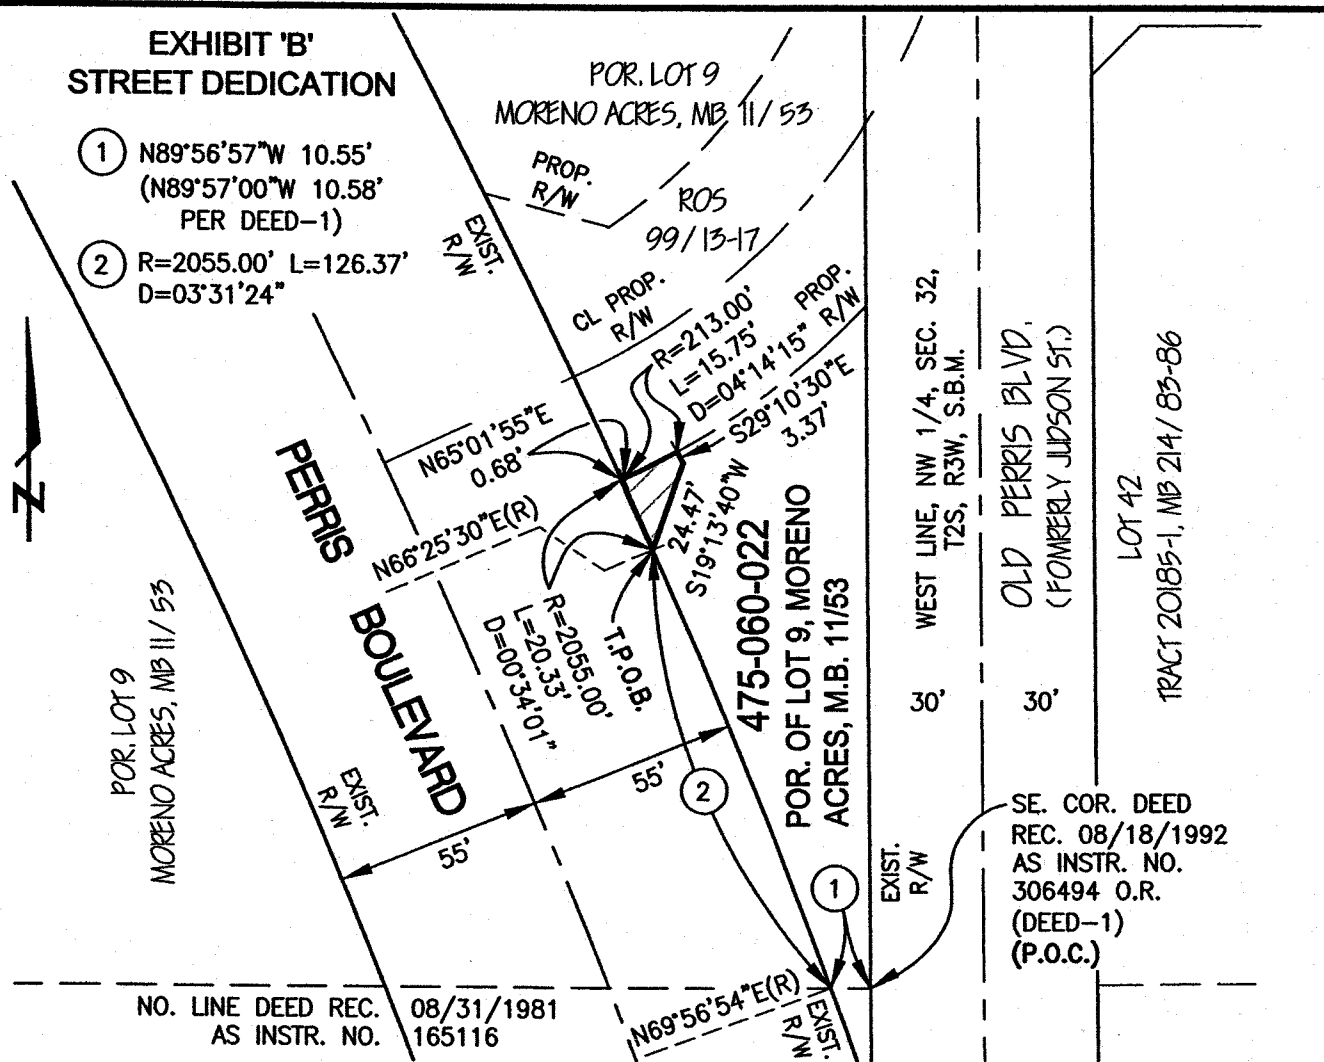 EXHIBIT 'B'
STREET DEDICATION
1 N89°56'57"W 10.55'
(N89°57'00"W 10.58'
PER DEED-1)
2 R=2055.00' L=126.37'
D=03°31'24"
POR. LOT 9
MORENO ACRES, MB 11/53
PROP.
R/W
ROS
99/13-17
EXIST.
R/W
CL PROP.
R/W
PROP.
R/W
R=213.00'
L=15.75'
D=04°14'15"
S29°10'30"E
3.37'
N65°01'55"E
0.68'
N66°25'30"E(R)
24.47'
S19°13'40"W
R=2055.00'
L=20.33'
D=00°34'01"
T.P.O.B.
N
PERRIS
BOULEVARD
475-060-022
POR. OF LOT 9, MORENO
ACRES, M.B. 11/53
WEST LINE, NW 1/4, SEC. 32,
T2S, R3W, S.B.M.
OLD PERRIS BLVD.
(FOMRERLY JUDSON ST.)
LOT 42
TRACT 20185-1, MB 214/83-86
30'
30'
POR. LOT 9
MORENO ACRES, MB 11/53
EXIST.
R/W
55'
55'
2
1
EXIST.
R/W
SE. COR. DEED
REC. 08/18/1992
AS INSTR. NO.
306494 O.R.
(DEED-1)
(P.O.C.)
NO. LINE DEED REC. 08/31/1981
AS INSTR. NO. 165116
N69°56'54"E(R)
EXIST.
R/W